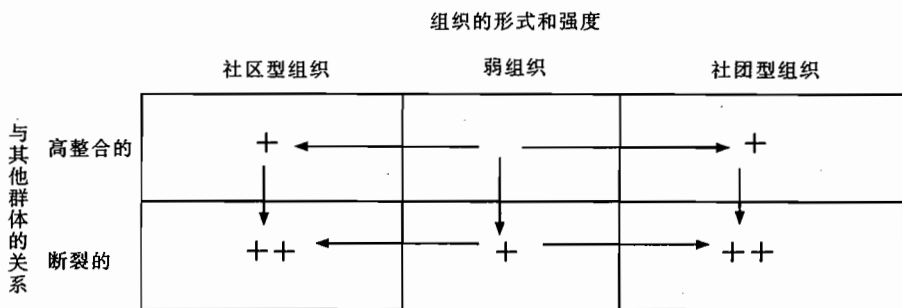 组织的形式和强度
社区型组织 弱组织 社团型组织
与其他群体的关系
高整合的 + +
断裂的 ++ + ++